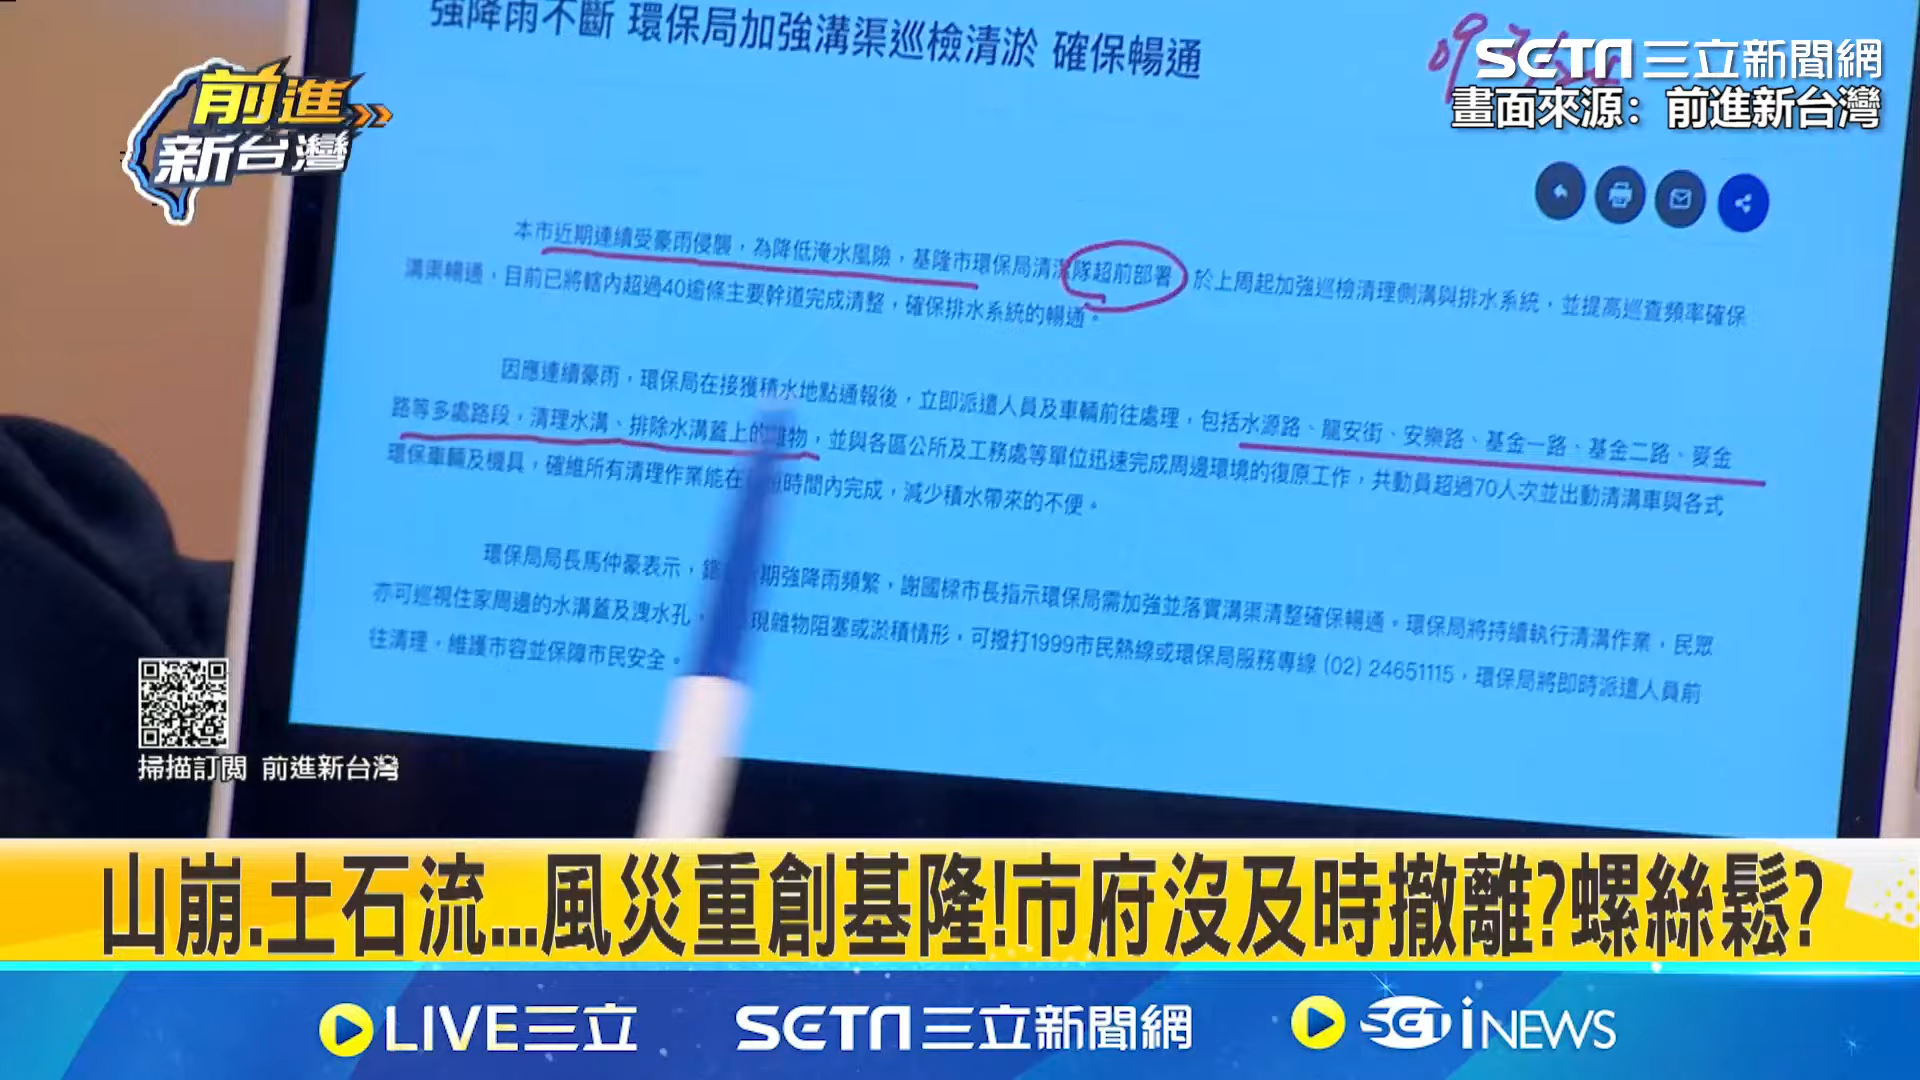 強降雨不斷 環保局加強溝渠巡檢清淤 確保暢通
SETN三立新聞網
畫面來源：前進新台灣
前進
新台灣
本市近期連續受豪雨侵襲，為降低淹水風險，基隆市環保局清潔隊超前部署，於上周起加強巡檢清理側溝與排水系統，並提高巡查頻率確保
溝渠暢通，目前已將轄內超過40逾條主要幹道完成清整，確保排水系統的暢通。
因應連續豪雨，環保局在接獲積水地點通報後，立即派遣人員及車輛前往處理，包括水源路、龍安街、安樂路、基金一路、基金二路、麥金
路等多處路段，清理水溝、排除水溝蓋上的雜物，並與各區公所及工務處等單位迅速完成周邊環境的復原工作，共動員超過70人次並出動清溝車與各式
環保車輛及機具，確維所有清理作業能在時間內完成，減少積水帶來的不便。
環保局局長馬仲豪表示，期強降雨頻繁，謝國樑市長指示環保局需加強並落實溝渠清整確保暢通。環保局將持續執行清溝作業，民眾
亦可巡視住家周邊的水溝蓋及洩水孔，現雜物阻塞或淤積情形，可撥打1999市民熱線或環保局服務專線 (02) 24651115，環保局將即時派遣人員前
往清理，維護市容並保障市民安全。
掃描訂閱 前進新台灣
山崩.土石流...風災重創基隆!市府沒及時撤離?螺絲鬆?
LIVE三立 SETN三立新聞網 SET iNEWS